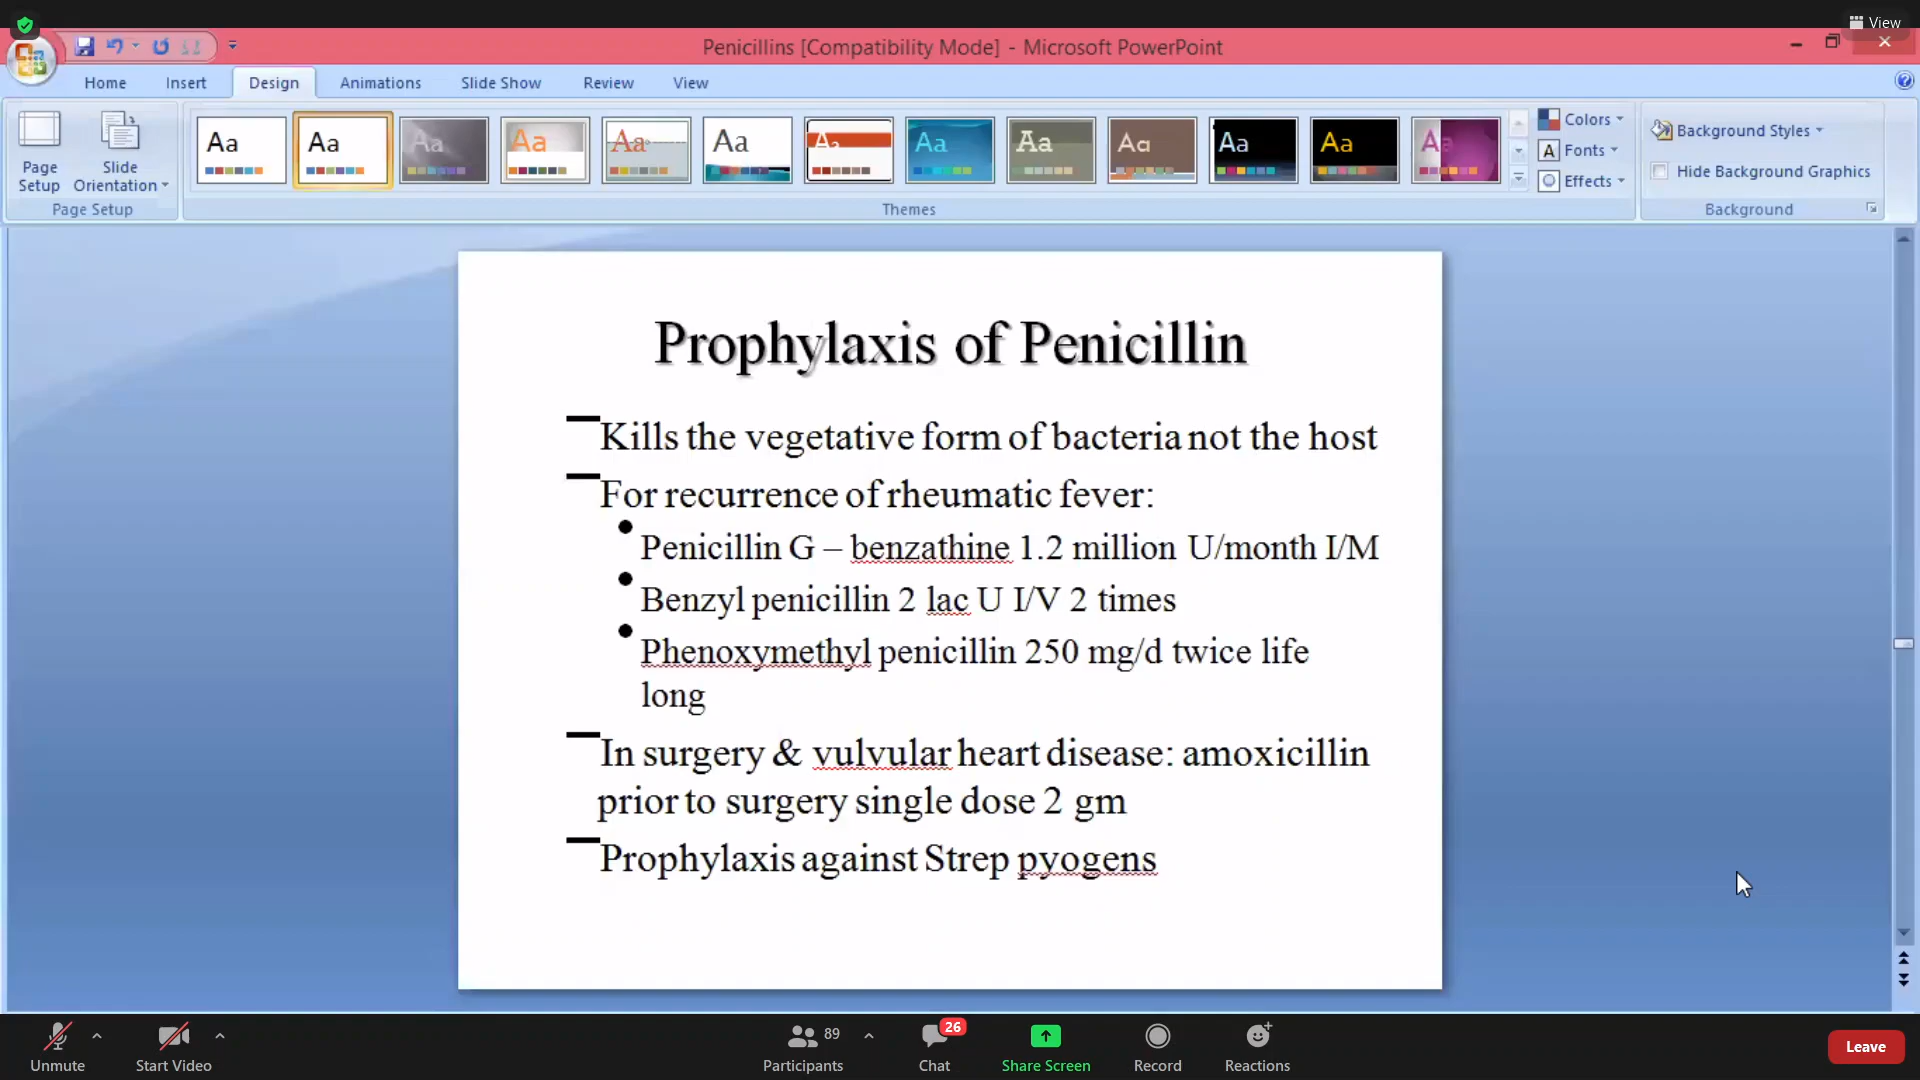 View
Penicillins [Compatibility Mode] - Microsoft PowerPoint
Home Insert Design Animations Slide Show Review View
Page Setup
Slide Orientation
Page Setup
Aa Aa Aa Aa Aa Aa Aa Aa Aa Aa Aa Aa Aa
Themes
Colors
Fonts
Effects
Background Styles
Hide Background Graphics
Background
Prophylaxis of Penicillin
Kills the vegetative form of bacteria not the host
For recurrence of rheumatic fever:
• Penicillin G – benzathine 1.2 million U/month I/M
• Benzyl penicillin 2 lac U I/V 2 times
• Phenoxymethyl penicillin 250 mg/d twice life
long
In surgery & vulvular heart disease: amoxicillin
prior to surgery single dose 2 gm
Prophylaxis against Strep pyogens
Unmute
Start Video
89
Participants
26
Chat
Share Screen
Record
Reactions
Leave